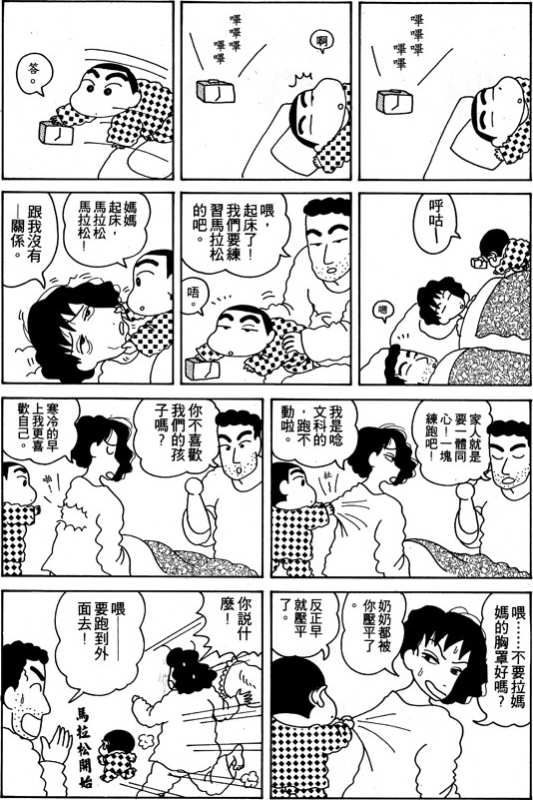 嗶嗶嗶
嗶嗶
嗶嗶嗶
嗶嗶
啊
答。
呼咕—
嗯
喂，
起床了！
我們要練
習馬拉松
的吧。
唔。
媽媽
起床，
馬拉松
馬拉松！
跟我沒有
—關係。
家人就是
要一體同
心！一塊
練跑吧！
我是唸
文科的
，跑不
動啦。
你不喜歡
我們的孩
子嗎？
寒冷的早
上我更喜
歡自己。
喂……不要拉媽
媽的胸罩好嗎？
奶奶都被
你壓平了
。
反正早
就壓平
了。
你說什
麼！
喂——
要跑到外
面去！
馬拉松開始